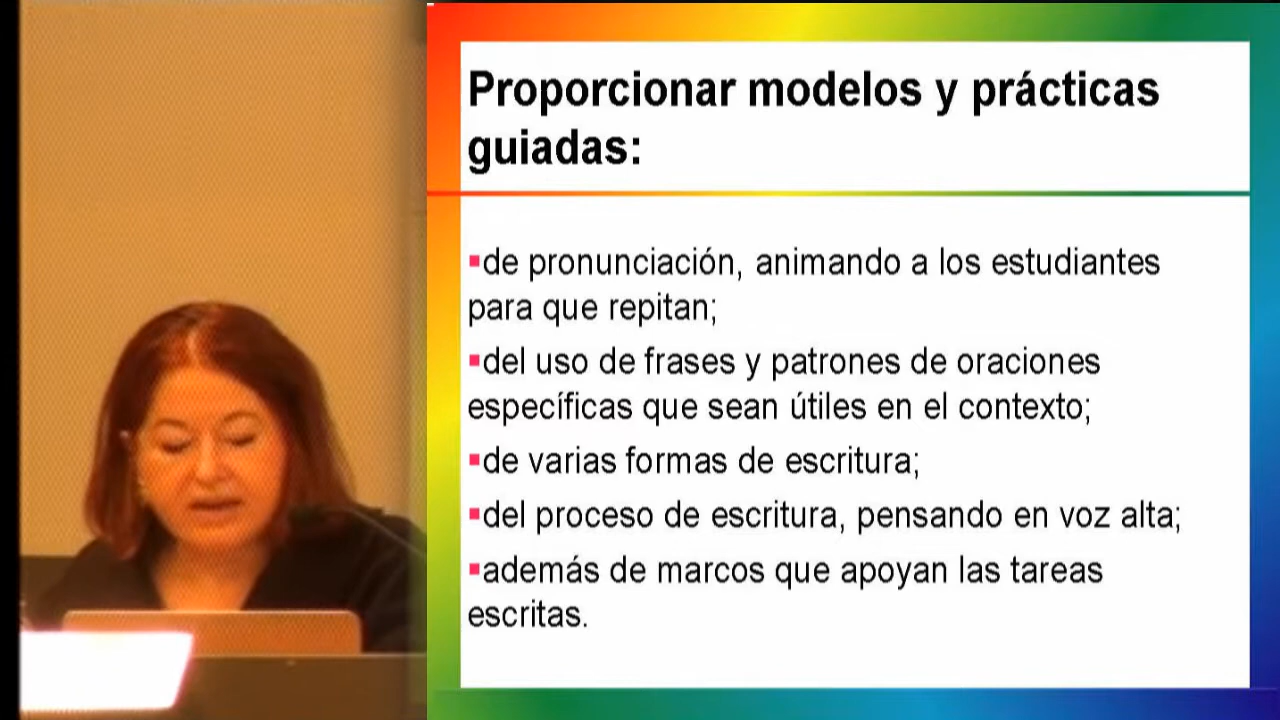 Proporcionar modelos y prácticas
guiadas:
▪de pronunciación, animando a los estudiantes
para que repitan;
▪del uso de frases y patrones de oraciones
específicas que sean útiles en el contexto;
▪de varias formas de escritura;
▪del proceso de escritura, pensando en voz alta;
▪además de marcos que apoyan las tareas
escritas.